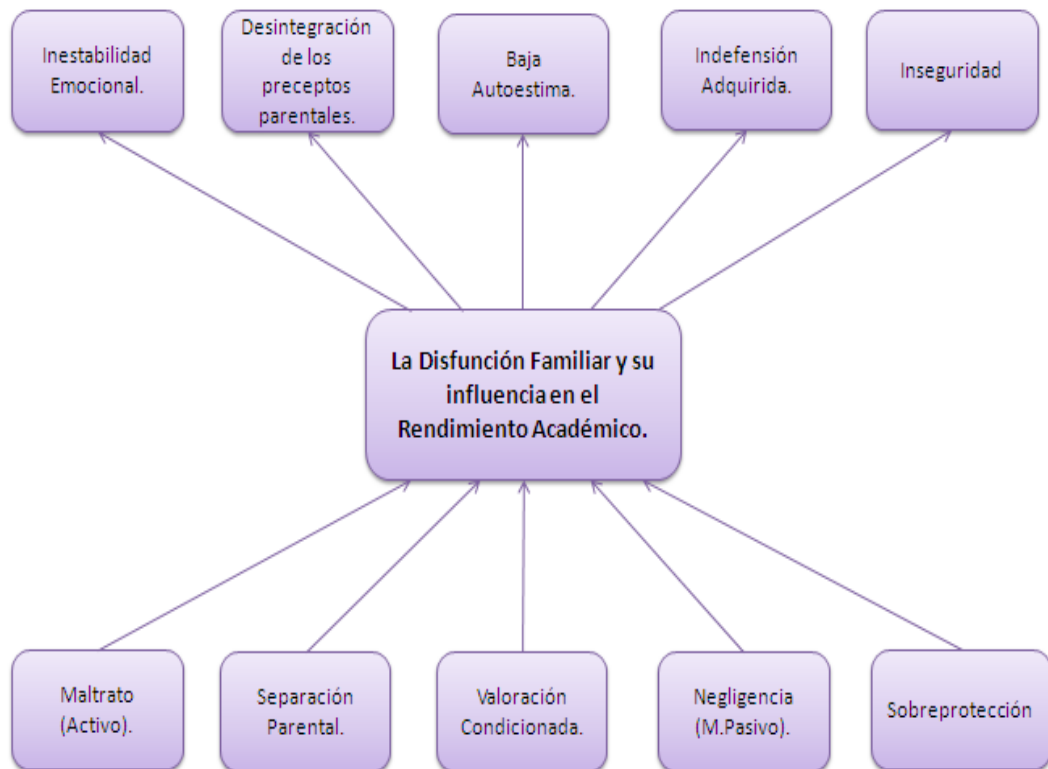 Inestabilidad
Emocional.
Desintegración
de los
preceptos
parentales.
Baja
Autoestima.
Indefensión
Adquirida.
Inseguridad
La Disfunción Familiar y su
influencia en el
Rendimiento Académico.
Maltrato
(Activo).
Separación
Parental.
Valoración
Condicionada.
Negligencia
(M.Pasivo).
Sobreprotección